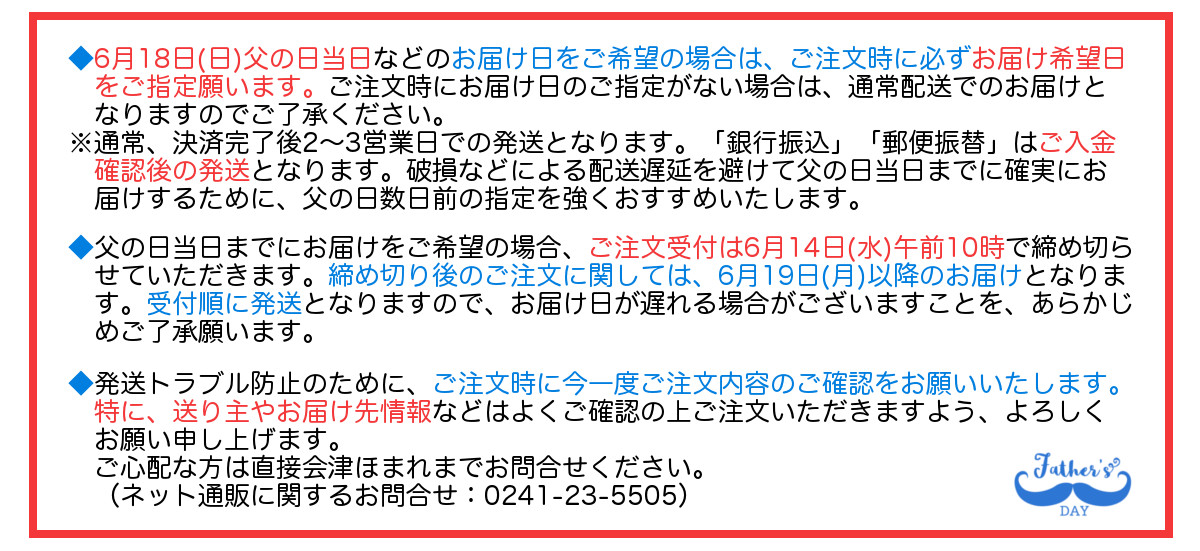 ◆6月18日(日)父の日当日などのお届け日をご希望の場合は、ご注文時に必ずお届け希望日
をご指定願います。ご注文時にお届け日のご指定がない場合は、通常配送でのお届けと
なりますのでご了承ください。
※通常、決済完了後2〜3営業日での発送となります。「銀行振込」「郵便振替」はご入金
確認後の発送となります。破損などによる配送遅延を避けて父の日当日までに確実にお
届けするために、父の日数日前の指定を強くおすすめいたします。
◆父の日当日までにお届けをご希望の場合、ご注文受付は6月14日(水)午前10時で締め切ら
せていただきます。締め切り後のご注文に関しては、6月19日(月)以降のお届けとなりま
す。受付順に発送となりますので、お届け日が遅れる場合がございますことを、あらかじ
めご了承願います。
◆発送トラブル防止のために、ご注文時に今一度ご注文内容のご確認をお願いいたします。
特に、送り主やお届け先情報などはよくご確認の上ご注文いただきますよう、よろしく
お願い申し上げます。
ご心配な方は直接会津ほまれまでお問合せください。
（ネット通販に関するお問合せ：0241-23-5505）
Father's
DAY